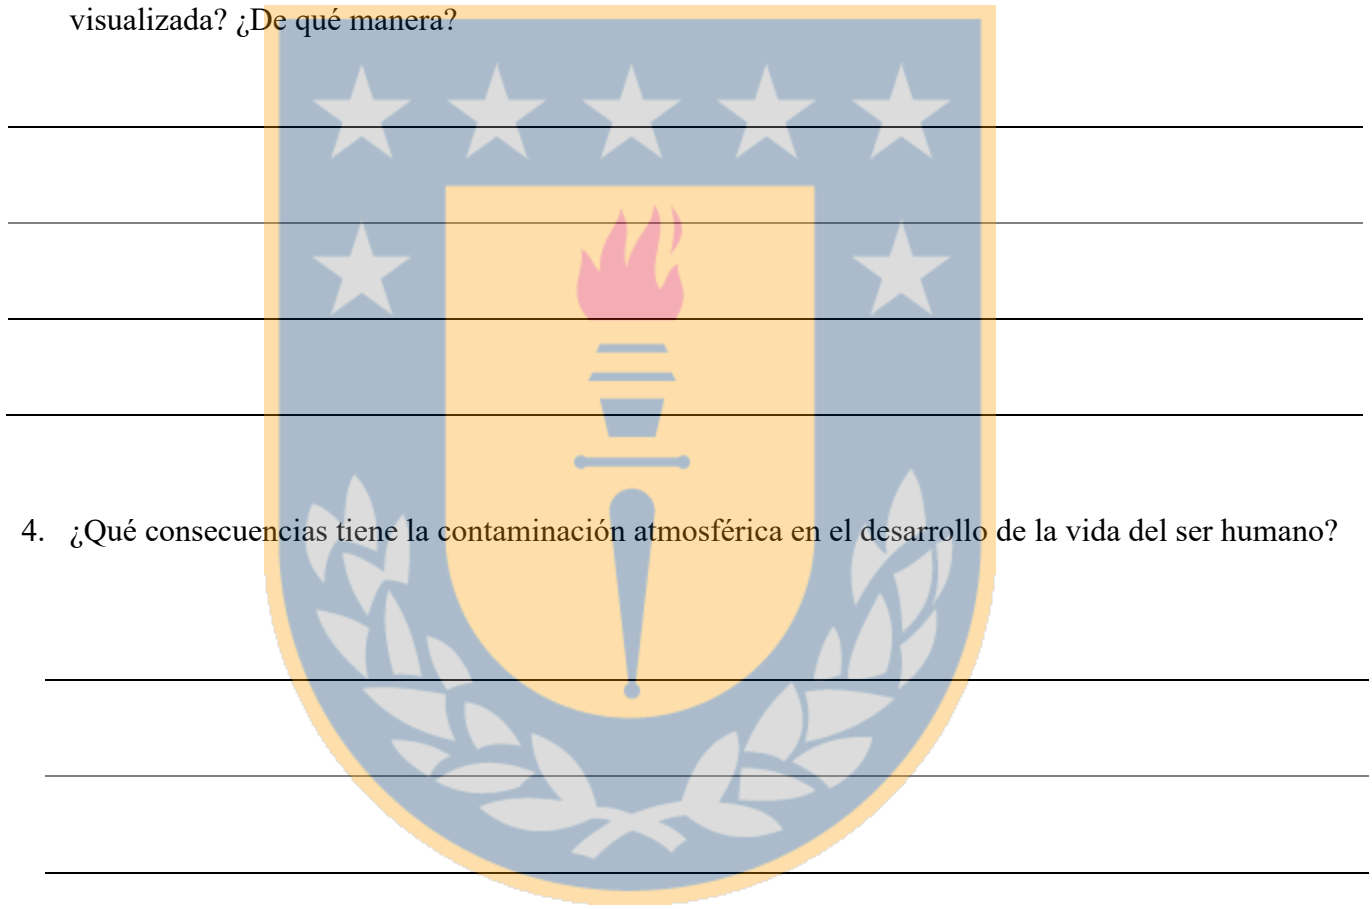 visualizada? ¿De qué manera?
4. ¿Qué consecuencias tiene la contaminación atmosférica en el desarrollo de la vida del ser humano?